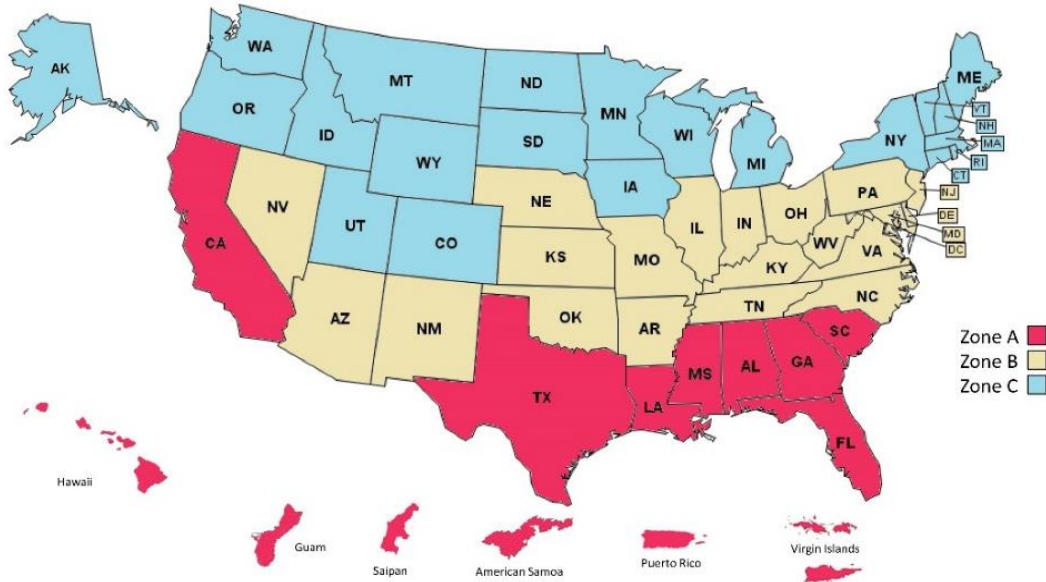 AK
WA
MT
ND
MN
ME
OR
ID
WY
SD
WI
MI
NY
VT
NH
MA
RI
CT
NV
UT
CO
NE
IA
IL
IN
OH
PA
NJ
DE
MD
DC
CA
KS
MO
KY
WV
VA
AZ
NM
OK
AR
TN
NC
TX
LA
MS
AL
GA
SC
FL
Zone A
Zone B
Zone C
Hawaii
Guam
Saipan
American Samoa
Puerto Rico
Virgin Islands